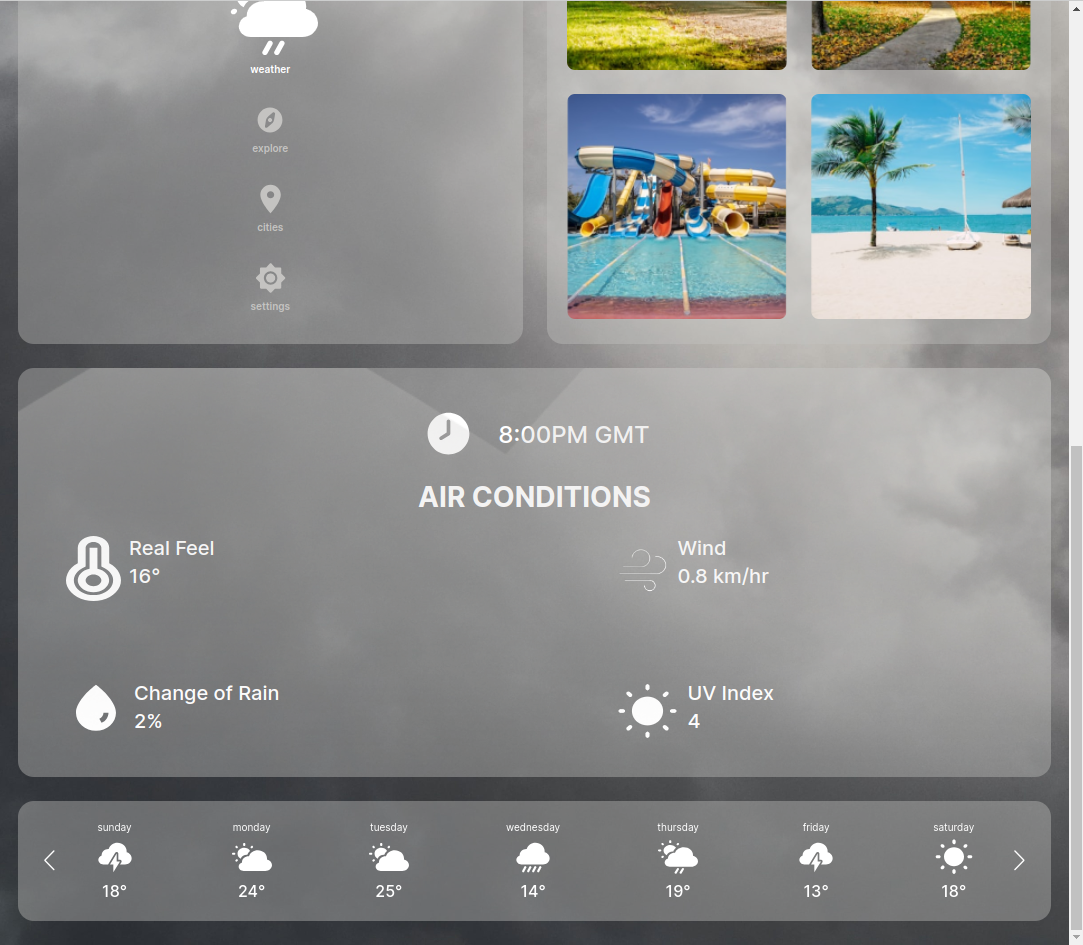 weather
explore
cities
settings
8:00PM GMT
AIR CONDITIONS
Real Feel
16°
Wind
0.8 km/hr
Change of Rain
2%
UV Index
4
sunday
monday
tuesday
wednesday
thursday
friday
saturday
18°
24°
25°
14°
19°
13°
18°